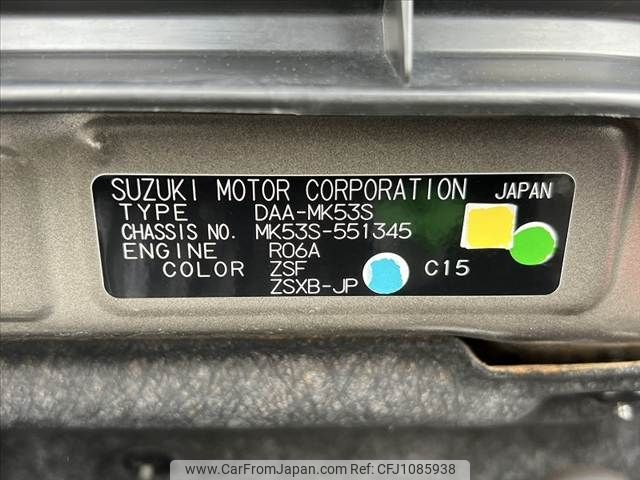 SUZUKI MOTOR CORPORATION JAPAN
TYPE DAA-MK53S
CHASSIS NO. MK53S-551345
ENGINE R06A
COLOR ZSF C15
ZSXB-JP
www.CarFromJapan.com - Ref No: CFJ1085938